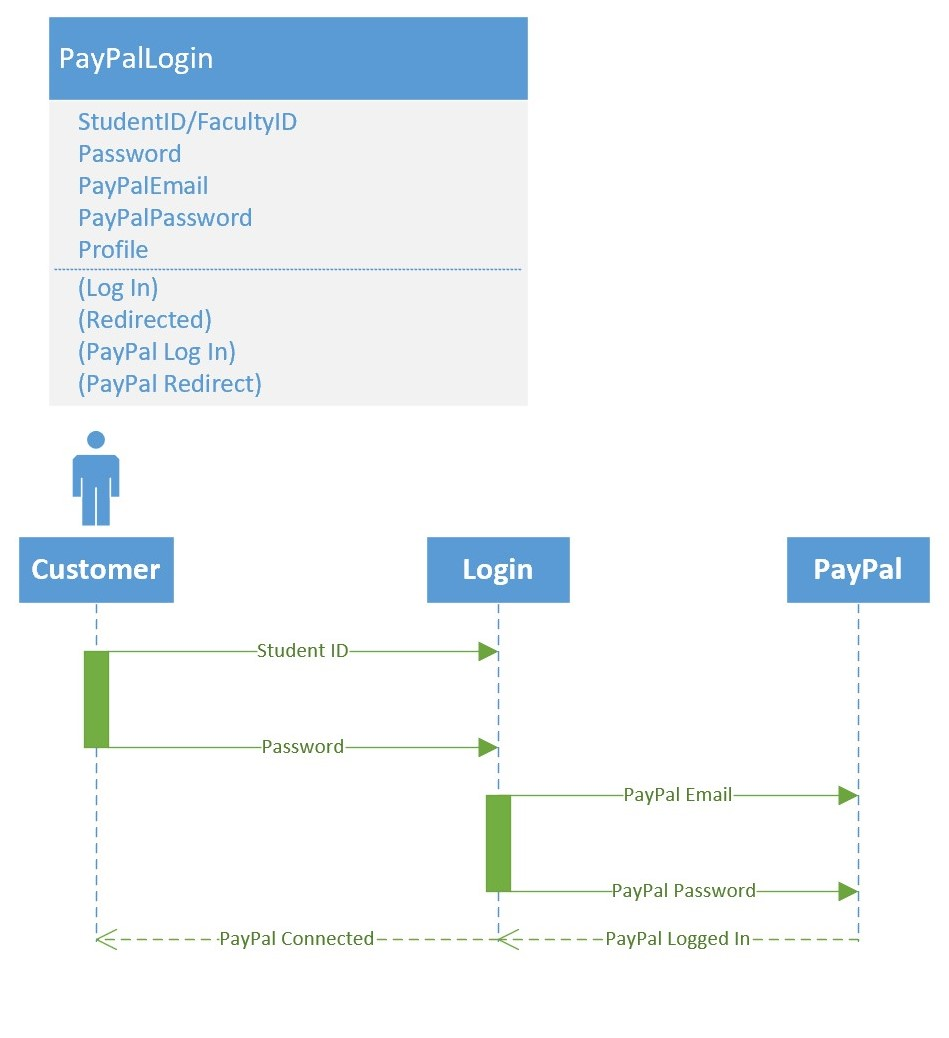 PayPalLogin
StudentID/FacultyID
Password
PayPalEmail
PayPalPassword
Profile
(Log In)
(Redirected)
(PayPal Log In)
(PayPal Redirect)
Customer
Login
PayPal
Student ID
Password
PayPal Email
PayPal Password
PayPal Connected
PayPal Logged In